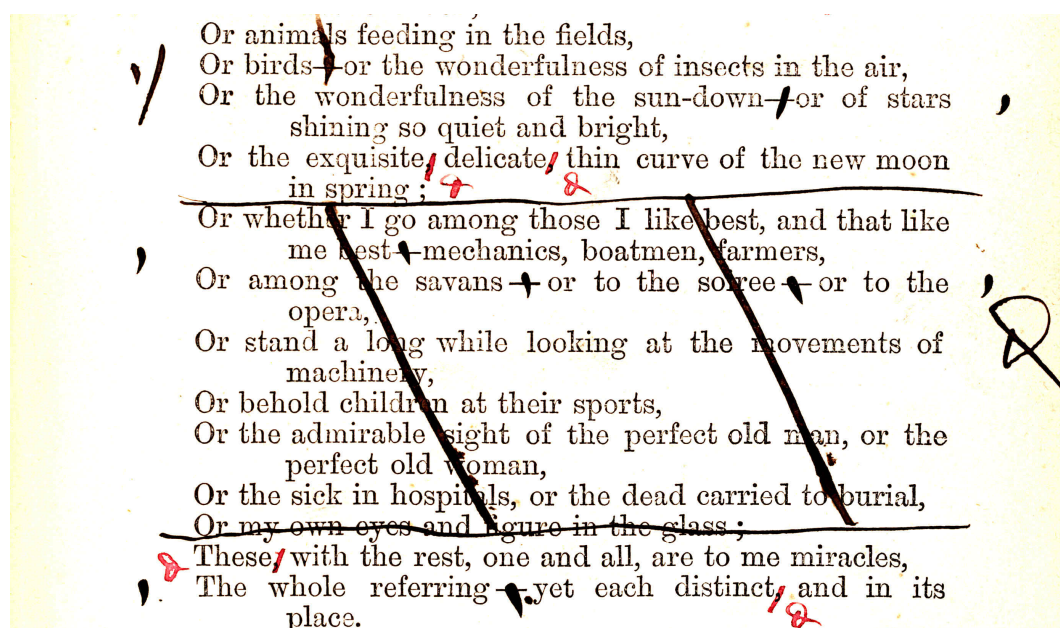 Or animals feeding in the fields,
Or birds—or the wonderfulness of insects in the air,
Or the wonderfulness of the sun-down—or of stars
shining so quiet and bright,
Or the exquisite, delicate, thin curve of the new moon
in spring ;
Or whether I go among those I like best, and that like
me best—mechanics, boatmen, farmers,
Or among the savans—or to the soiree—or to the
opera,
Or stand a long while looking at the movements of
machinery,
Or behold children at their sports,
Or the admirable sight of the perfect old man, or the
perfect old woman,
Or the sick in hospitals, or the dead carried to burial,
Or my own eyes and figure in the glass ;
These, with the rest, one and all, are to me miracles,
The whole referring—yet each distinct, and in its
place.